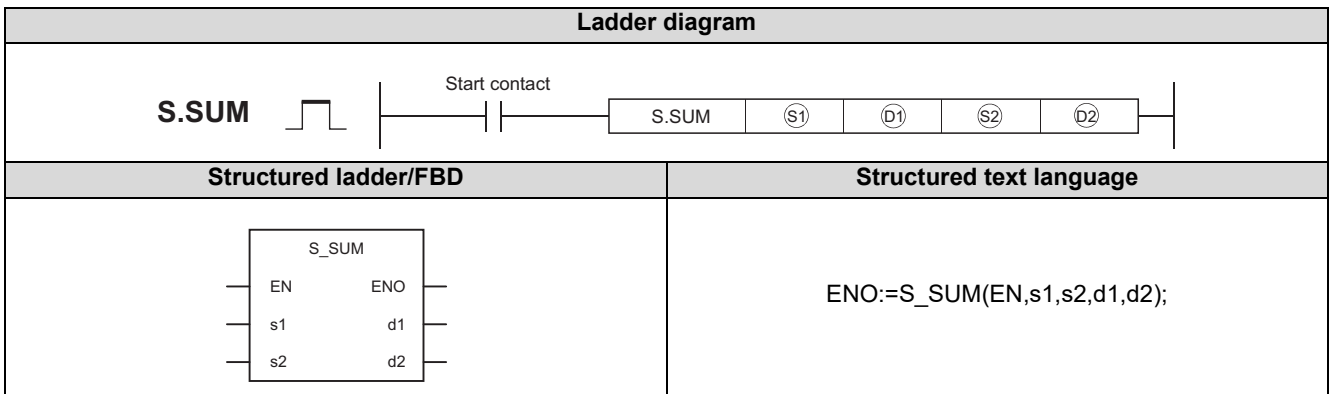 Ladder diagram
Start contact
S.SUM
S.SUM S1 D1 S2 D2
Structured ladder/FBD
Structured text language
S_SUM
EN ENO
s1 d1
s2 d2
ENO:=S_SUM(EN,s1,s2,d1,d2);